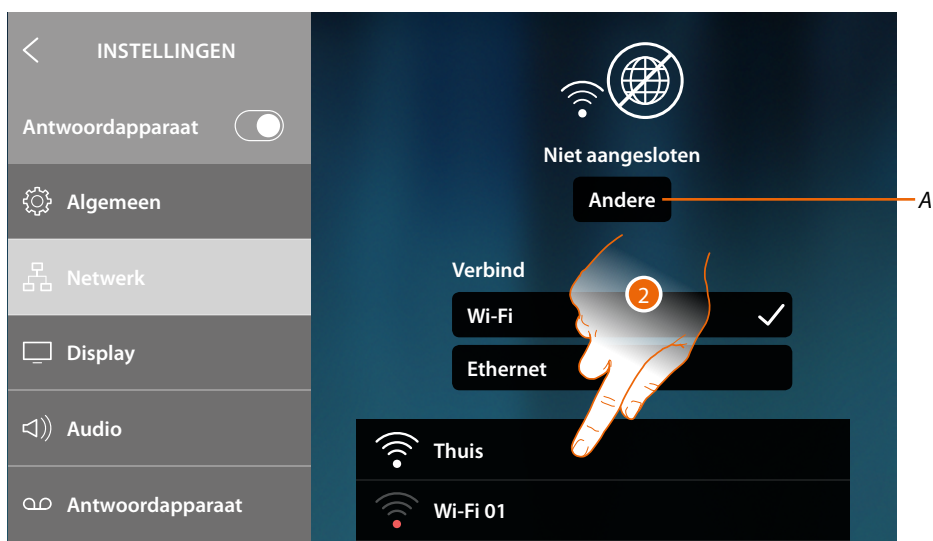 INSTELLINGEN
Antwoordapparaat
Algemeen
Netwerk
Display
Audio
Antwoordapparaat
Niet aangesloten
Andere
A
Verbind
2
Wi-Fi
Ethernet
Thuis
Wi-Fi 01